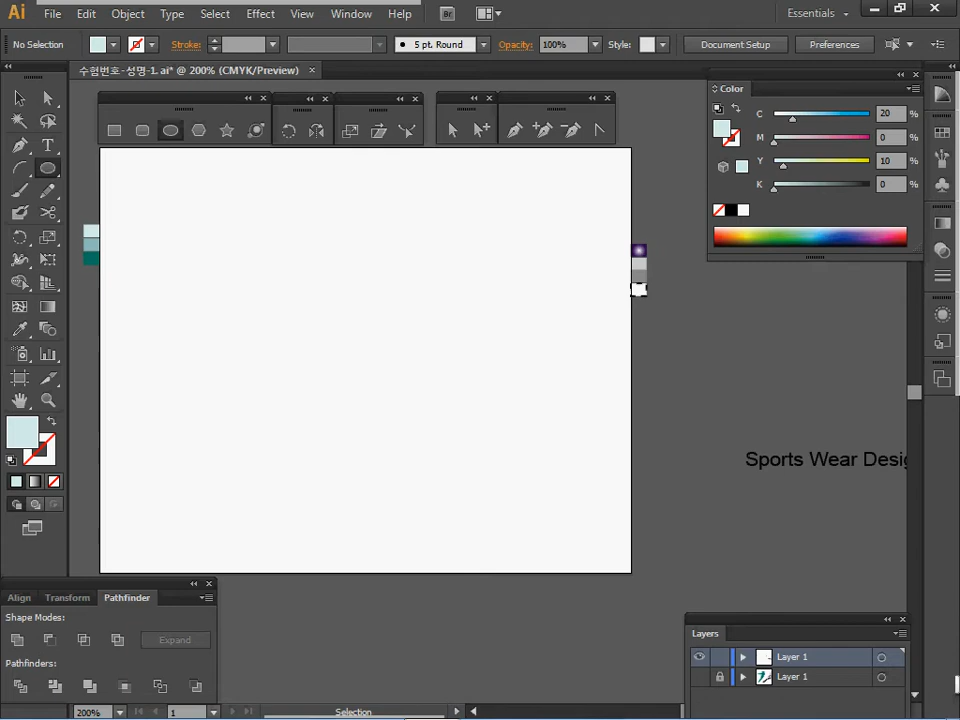 Ai File Edit Object Type Select Effect View Window Help Br Essentials
No Selection Stroke: 5 pt. Round Opacity: 100% Style: Document Setup Preferences
수험번호-성명-1. ai* @ 200% (CMYK/Preview)
Color
C 20 %
M 0 %
Y 10 %
K 0 %
Sports Wear Desig
Align Transform Pathfinder
Shape Modes:
Expand
Pathfinders:
Layers
Layer 1
Layer 1
200% 1 Selection